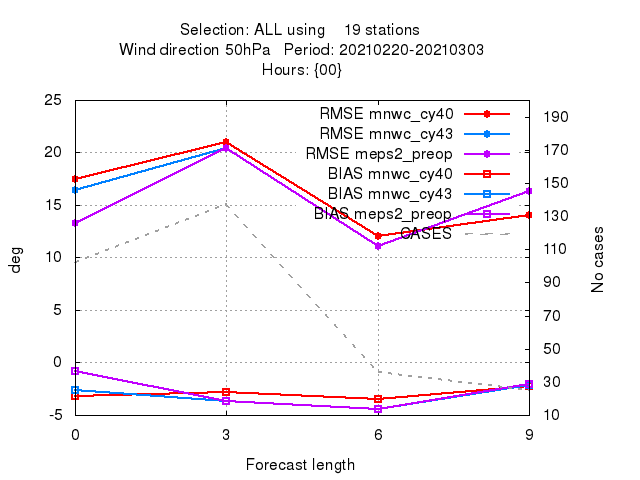 Selection: ALL using 19 stations
Wind direction 50hPa Period: 20210220-20210303
Hours: {00}
25
20
15
10
5
0
-5
deg
190
170
150
130
110
90
70
50
30
10
No cases
RMSE mnwc_cy40
RMSE mnwc_cy43
RMSE meps2_preop
BIAS mnwc_cy40
BIAS mnwc_cy43
BIAS meps2_preop
CASES
0 3 6 9
Forecast length